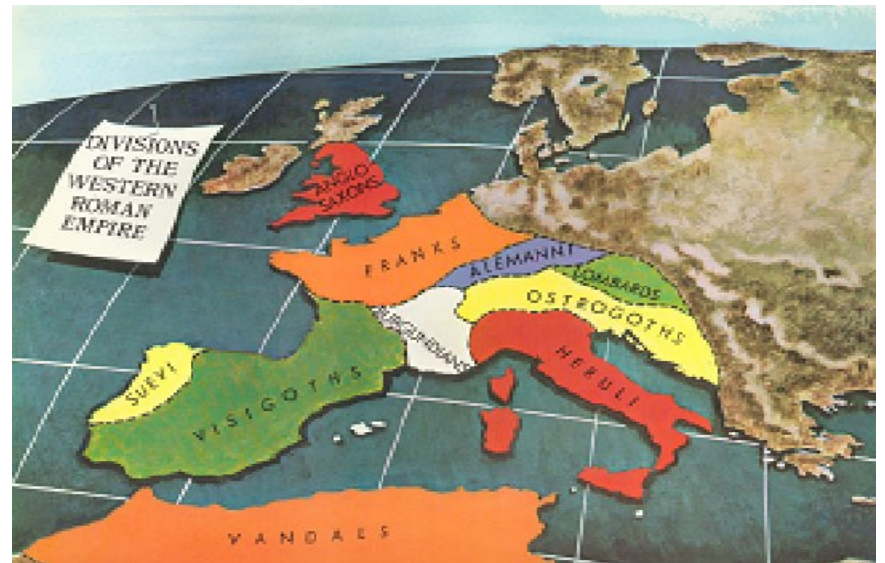 DIVISIONS
OF THE
WESTERN
ROMAN
EMPIRE
ANGLO
SAXONS
FRANKS
ALEMANNI
LOMBARDS
OSTROGOTHS
BURGUNDIANS
HERULI
SUEVI
VISIGOTHS
VANDALS